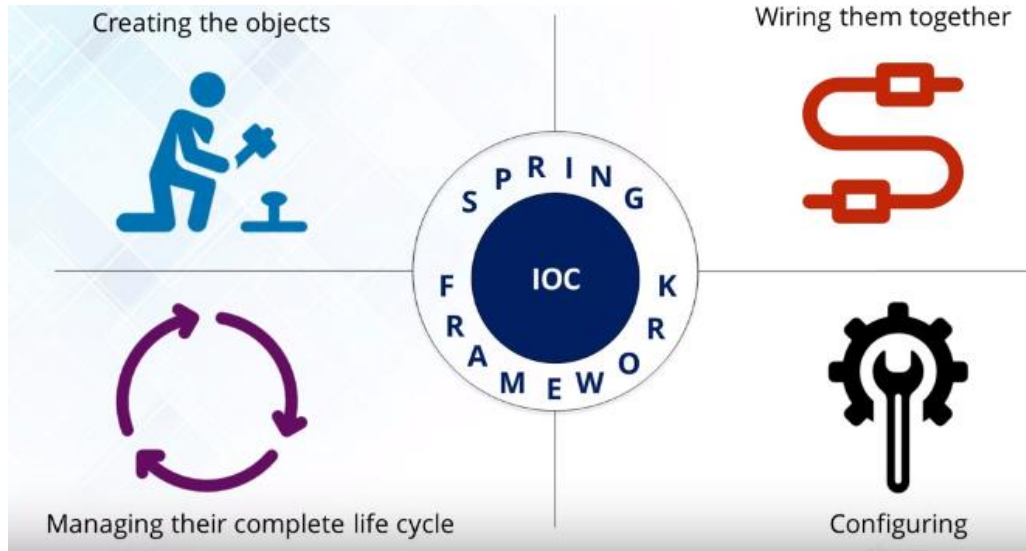 Creating the objects
Wiring them together
SPRING
FRAMEWORK
IOC
Managing their complete life cycle
Configuring